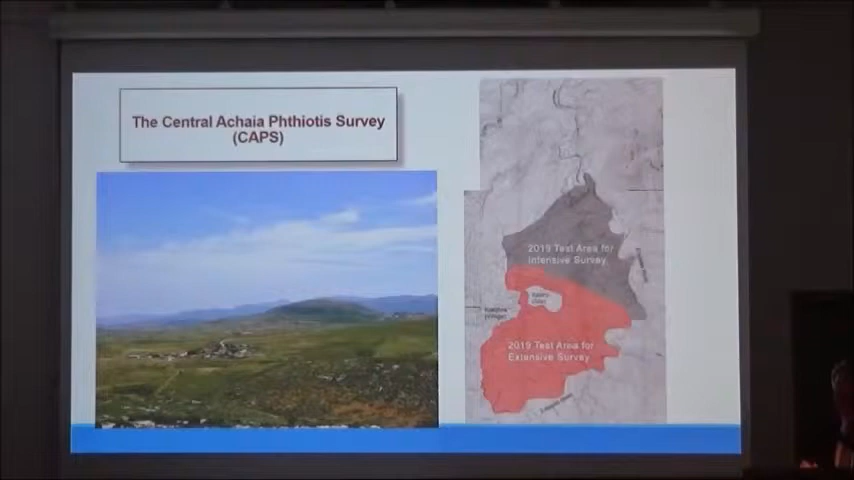 The Central Achaia Phthiotis Survey
(CAPS)
2019 Test Area for
Intensive Survey
2019 Test Area for
Extensive Survey